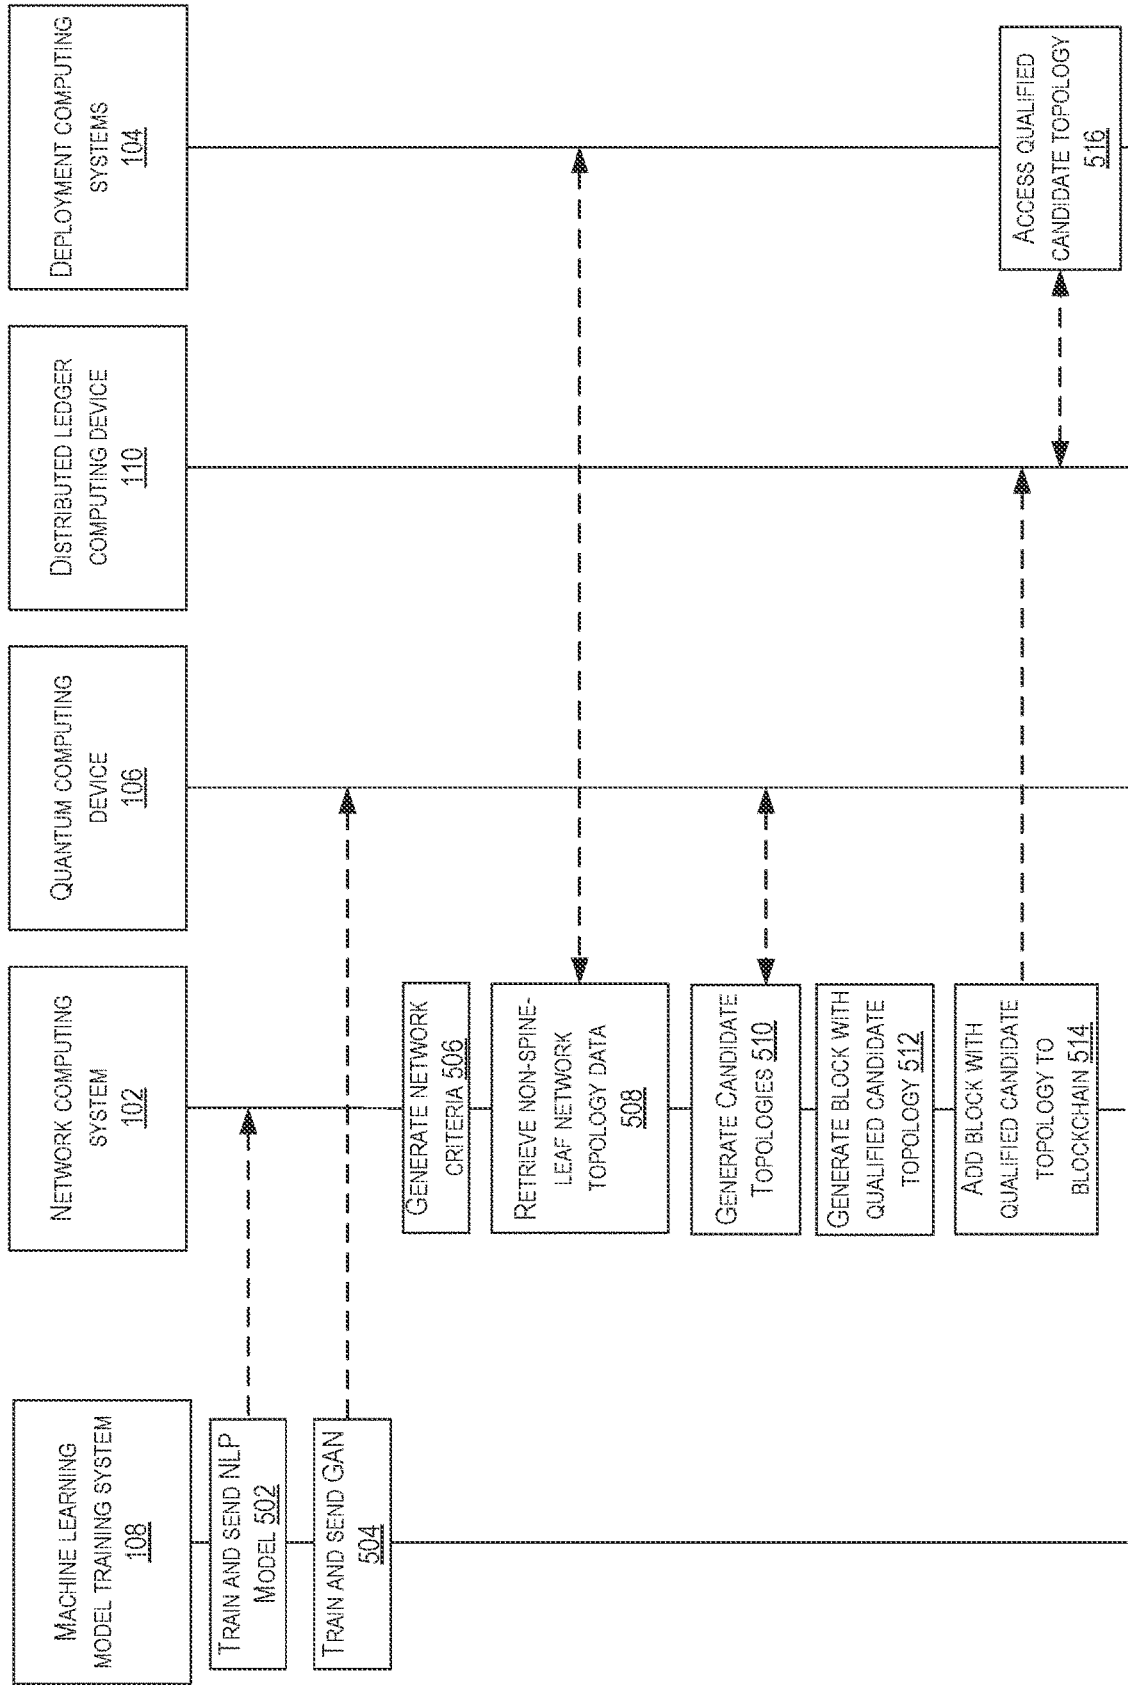 MACHINE LEARNING
MODEL TRAINING SYSTEM
108
NETWORK COMPUTING
SYSTEM
102
QUANTUM COMPUTING
DEVICE
106
DISTRIBUTED LEDGER
COMPUTING DEVICE
110
DEPLOYMENT COMPUTING
SYSTEMS
104
TRAIN AND SEND NLP
MODEL 502
TRAIN AND SEND GAN
504
GENERATE NETWORK
CRITERIA 506
RETRIEVE NON-SPINE-
LEAF NETWORK
TOPOLOGY DATA
508
GENERATE CANDIDATE
TOPOLOGIES 510
GENERATE BLOCK WITH
QUALIFIED CANDIDATE
TOPOLOGY 512
ADD BLOCK WITH
QUALIFIED CANDIDATE
TOPOLOGY TO
BLOCKCHAIN 514
ACCESS QUALIFIED
CANDIDATE TOPOLOGY
516